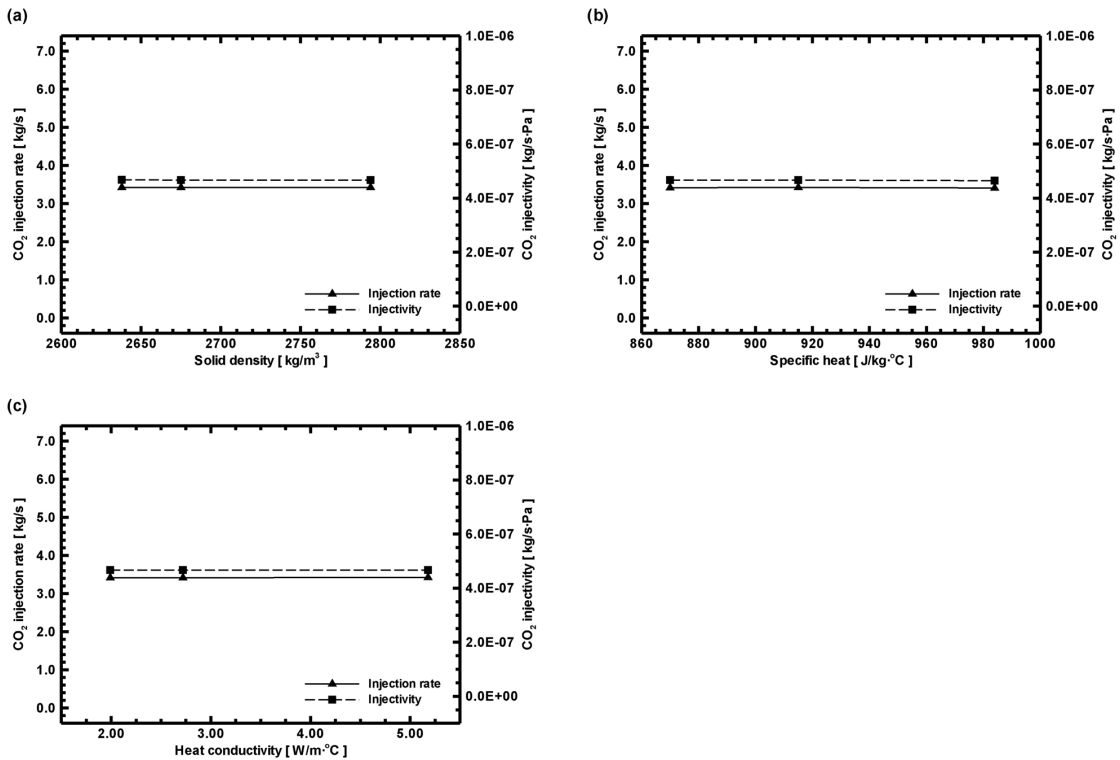 (a)
7.0
6.0
5.0
4.0
3.0
2.0
1.0
0.0
CO2 injection rate [ kg/s ]
1.0E-06
8.0E-07
6.0E-07
4.0E-07
2.0E-07
0.0E+00
CO2 injectivity [ kg/s·Pa ]
Injection rate
Injectivity
2600 2650 2700 2750 2800 2850
Solid density [ kg/m3 ]
(b)
7.0
6.0
5.0
4.0
3.0
2.0
1.0
0.0
CO2 injection rate [ kg/s ]
1.0E-06
8.0E-07
6.0E-07
4.0E-07
2.0E-07
0.0E+00
CO2 injectivity [ kg/s·Pa ]
Injection rate
Injectivity
860 880 900 920 940 960 980 1000
Specific heat [ J/kg·oC ]
(c)
7.0
6.0
5.0
4.0
3.0
2.0
1.0
0.0
CO2 injection rate [ kg/s ]
1.0E-06
8.0E-07
6.0E-07
4.0E-07
2.0E-07
0.0E+00
CO2 injectivity [ kg/s·Pa ]
Injection rate
Injectivity
2.00 3.00 4.00 5.00
Heat conductivity [ W/m·oC ]